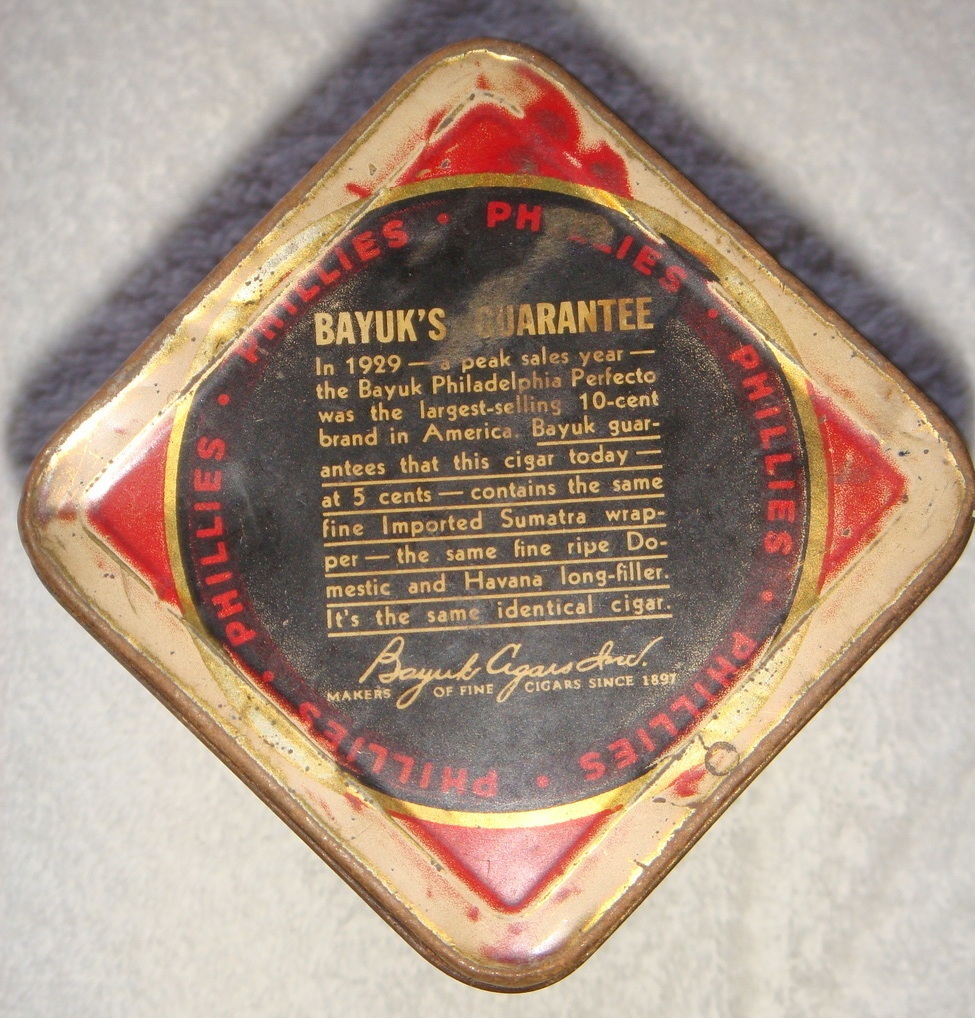 PHILLIES · PHILLIES · PHILLIES · PHILLIES · PHILLIES · PHILLIES · PHILLIES ·
BAYUK'S GUARANTEE
In 1929 — a peak sales year —
the Bayuk Philadelphia Perfecto
was the largest-selling 10-cent
brand in America. Bayuk guar-
antees that this cigar today —
at 5 cents — contains the same
fine Imported Sumatra wrap-
per — the same fine ripe Do-
mestic and Havana long-filler.
It's the same identical cigar.
Bayuk Cigars Inc.
MAKERS OF FINE CIGARS SINCE 1897